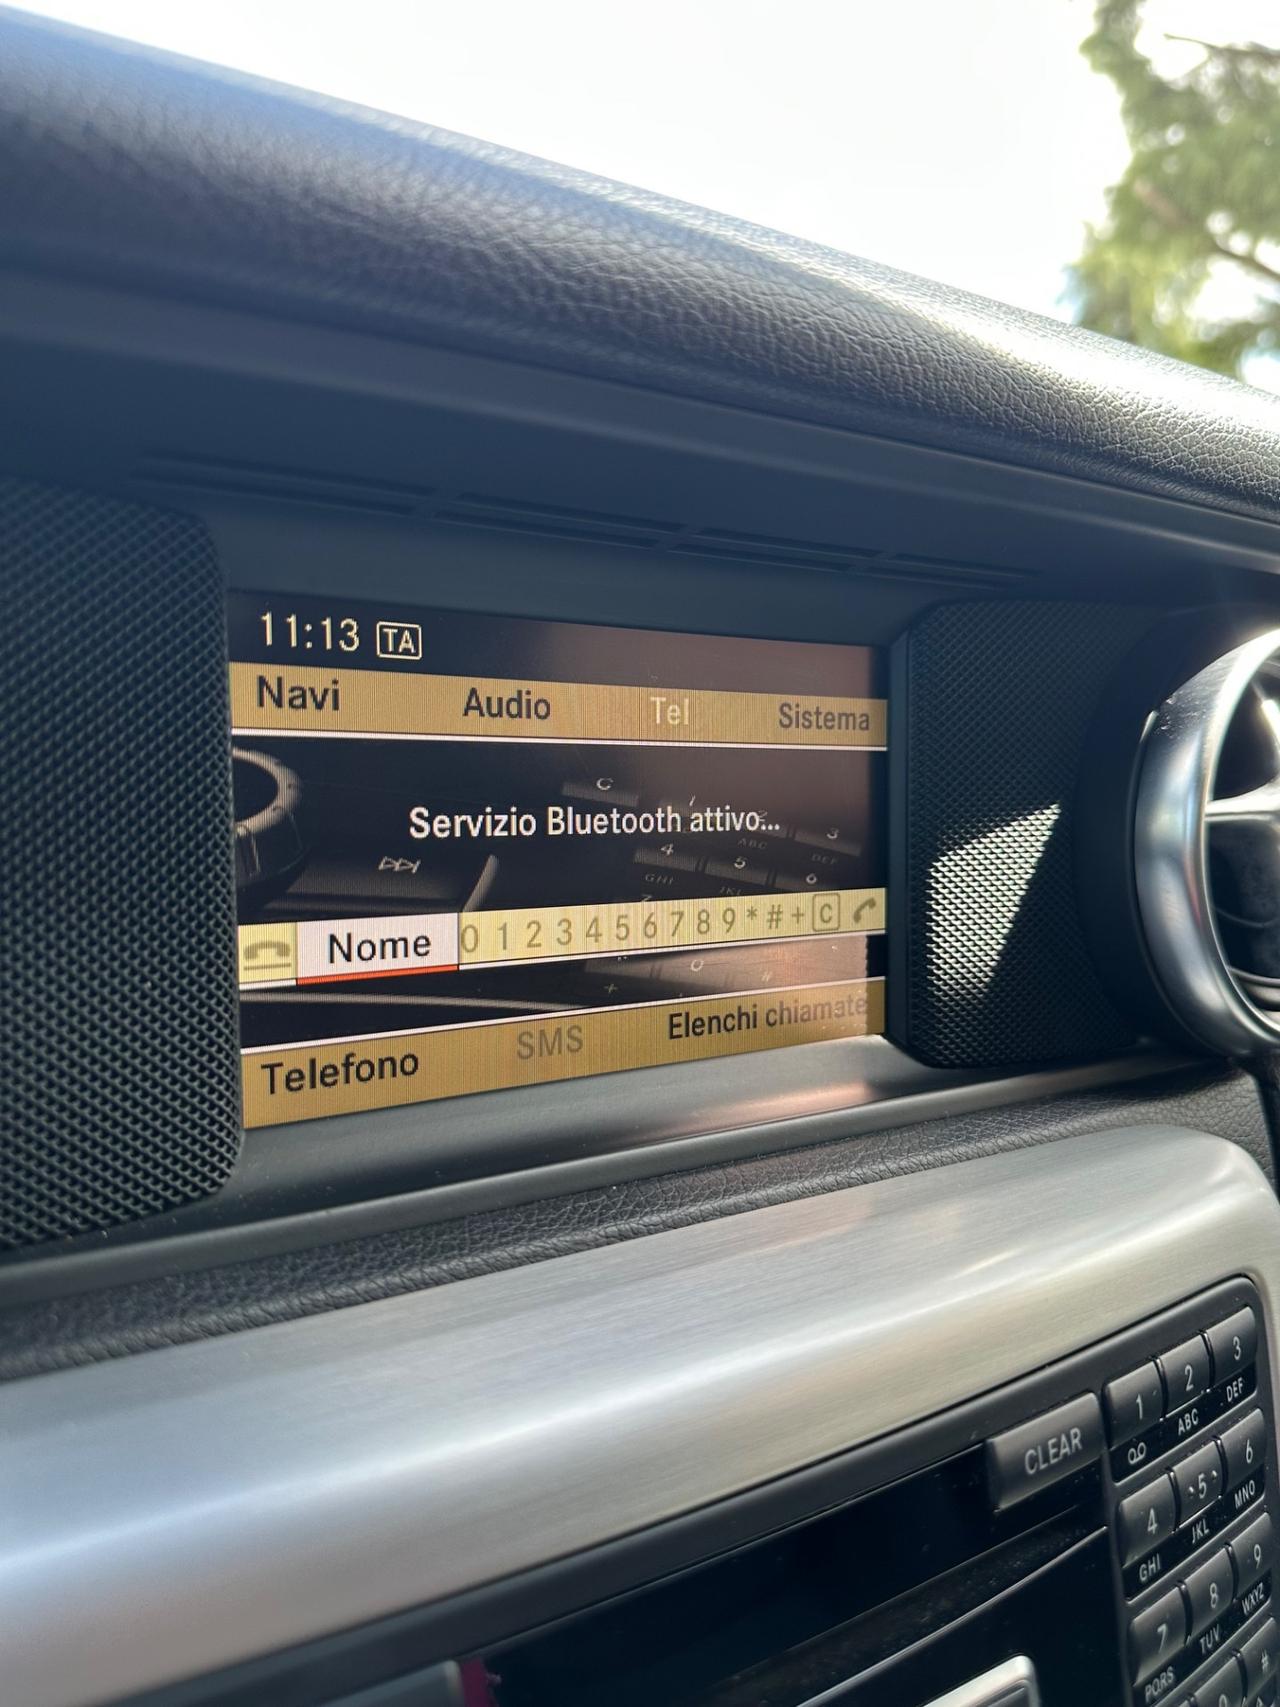 11:13 TA
Navi Audio Tel Sistema
Servizio Bluetooth attivo...
Nome 0 1 2 3 4 5 6 7 8 9 * # + C
Telefono SMS Elenchi chiamate
CLEAR
1 2 ABC 3 DEF
4 GHI 5 JKL 6 MNO
7 PQRS 8 TUV 9 WXYZ
#